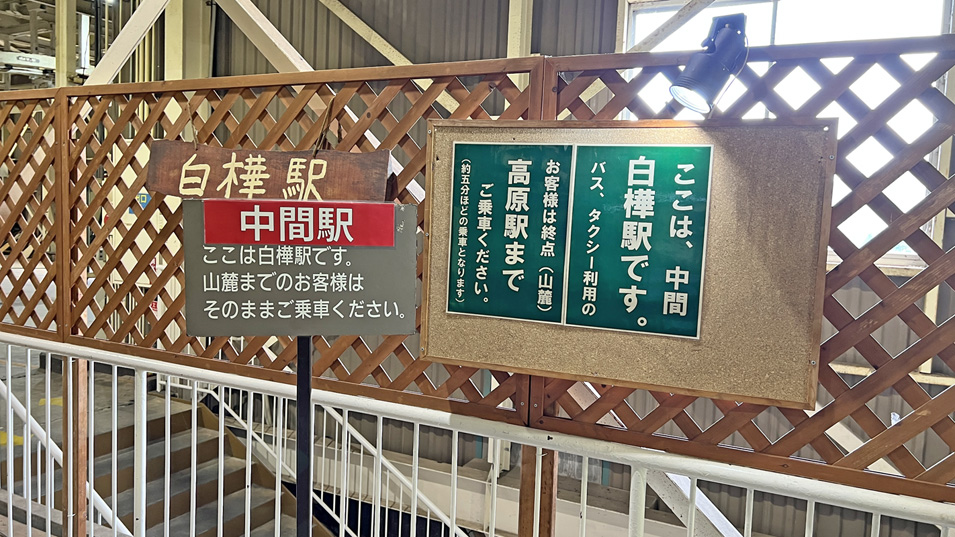 白樺駅
中間駅
ここは白樺駅です。
山麓までのお客様は
そのままご乗車ください。
ここは、中間
白樺駅です。
バス、タクシー利用の
お客様は終点（山麓）
高原駅まで
ご乗車ください。
（約五分ほどの乗車となります）